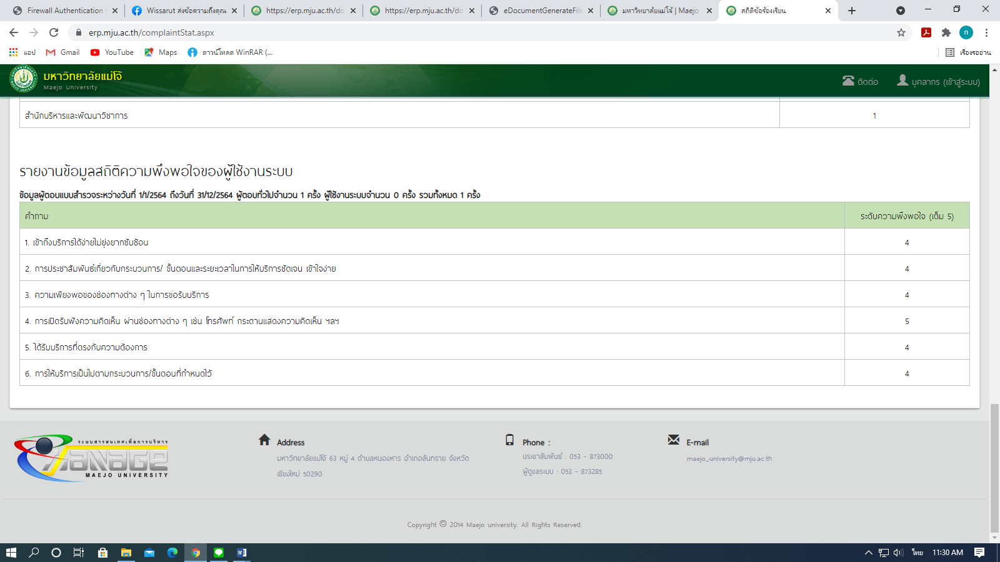 Firewall Authentication
Wissarut ส่งข้อความถึงคุณ
https://erp.mju.ac.th/do
https://erp.mju.ac.th/do
eDocumentGenerateFile
มหาวิทยาลัยแม่โจ้ | Maejo
สถิติข้อร้องเรียน
erp.mju.ac.th/complaintStat.aspx
n
แอป
Gmail
YouTube
Maps
ดาวน์โหลด WinRAR (...
เรื่องรออ่าน
มหาวิทยาลัยแม่โจ้
Maejo University
ติดต่อ
บุคลากร (เข้าสู่ระบบ)
สำนักบริหารและพัฒนาวิชาการ 1
รายงานข้อมูลสถิติความพึงพอใจของผู้ใช้งานระบบ
ข้อมูลผู้ตอบแบบสำรวจระหว่างวันที่ 1/1/2564 ถึงวันที่ 31/12/2564 ผู้ตอบทั่วไปจำนวน 1 ครั้ง ผู้ใช้งานระบบจำนวน 0 ครั้ง รวมทั้งหมด 1 ครั้ง
คำถาม ระดับความพึงพอใจ (เต็ม 5)
1. เข้าถึงบริการได้ง่ายไม่ยุ่งยากซับซ้อน 4
2. การประชาสัมพันธ์เกี่ยวกับกระบวนการ/ ขั้นตอนและระยะเวลาในการให้บริการชัดเจน เข้าใจง่าย 4
3. ความเพียงพอของช่องทางต่าง ๆ ในการขอรับบริการ 4
4. การเปิดรับฟังความคิดเห็น ผ่านช่องทางต่าง ๆ เช่น โทรศัพท์ กระดานแสดงความคิดเห็น ฯลฯ 5
5. ได้รับบริการที่ตรงกับความต้องการ 4
6. การให้บริการเป็นไปตามกระบวนการ/ขั้นตอนที่กำหนดไว้ 4
ระบบสารสนเทศเพื่อการบริหาร
MANAGE
MAEJO UNIVERSITY
Address
มหาวิทยาลัยแม่โจ้ 63 หมู่ 4 ตำบลหนองหาร อำเภอสันทราย จังหวัด
เชียงใหม่ 50290
Phone :
ประชาสัมพันธ์ : 053 - 873000
ผู้ดูแลระบบ : 053 - 873285
E-mail
maejo_university@mju.ac.th
Copyright © 2014 Maejo university. All Rights Reserved.
ไทย
11:30 AM